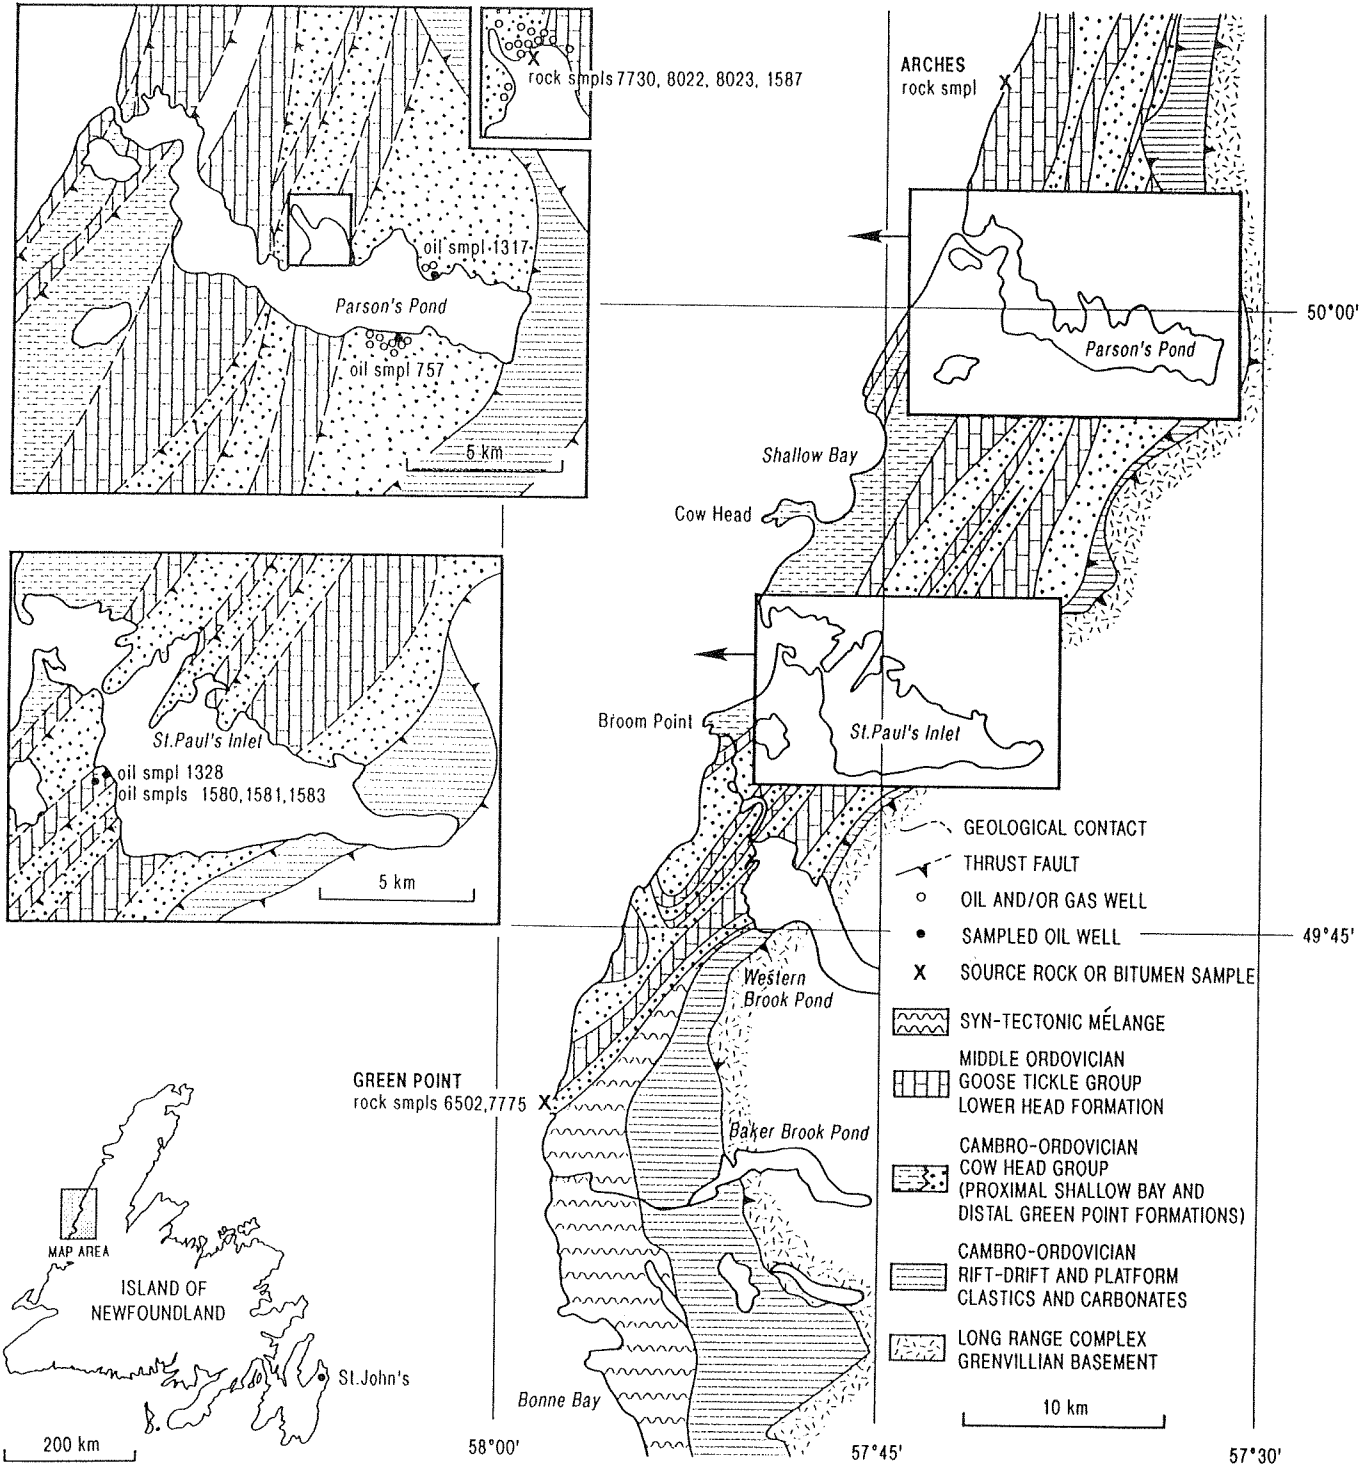 rock smpls 7730, 8022, 8023, 1587
oil smpl 1317
Parson's Pond
oil smpl 757
5 km
ARCHES
rock smpl
Parson's Pond
50°00'
Shallow Bay
Cow Head
St.Paul's Inlet
oil smpl 1328
oil smpls 1580,1581,1583
5 km
Broom Point
St.Paul's Inlet
GEOLOGICAL CONTACT
THRUST FAULT
OIL AND/OR GAS WELL
SAMPLED OIL WELL
49°45'
X SOURCE ROCK OR BITUMEN SAMPLE
Western
Brook Pond
SYN-TECTONIC MÉLANGE
MIDDLE ORDOVICIAN
GOOSE TICKLE GROUP
LOWER HEAD FORMATION
GREEN POINT
rock smpls 6502,7775 X
Baker Brook Pond
CAMBRO-ORDOVICIAN
COW HEAD GROUP
(PROXIMAL SHALLOW BAY AND
DISTAL GREEN POINT FORMATIONS)
CAMBRO-ORDOVICIAN
RIFT-DRIFT AND PLATFORM
CLASTICS AND CARBONATES
LONG RANGE COMPLEX
GRENVILLIAN BASEMENT
MAP AREA
ISLAND OF
NEWFOUNDLAND
St.John's
200 km
Bonne Bay
10 km
58°00'
57°45'
57°30'